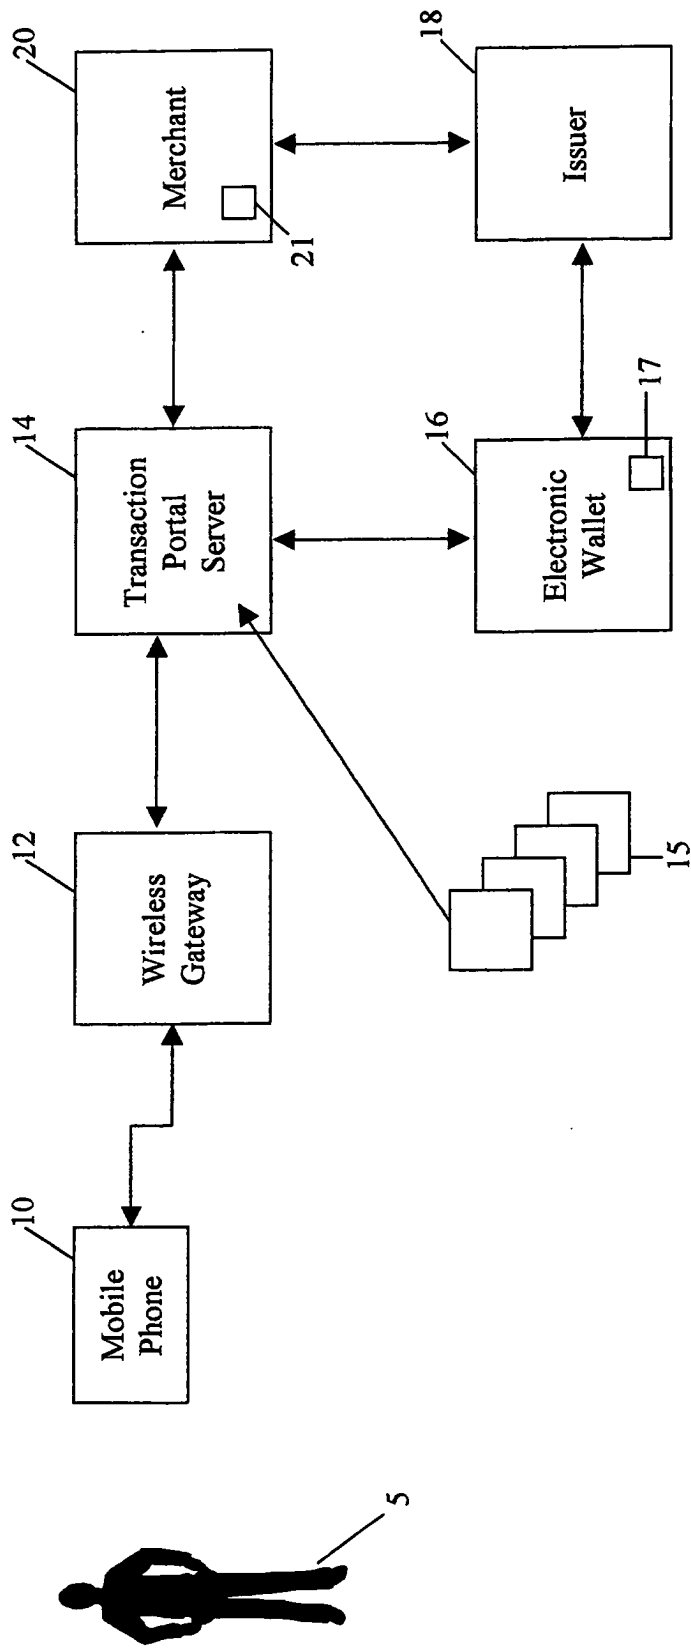 5
10
Mobile
Phone
12
Wireless
Gateway
14
Transaction
Portal
Server
20
Merchant
21
15
16
Electronic
Wallet
17
18
Issuer